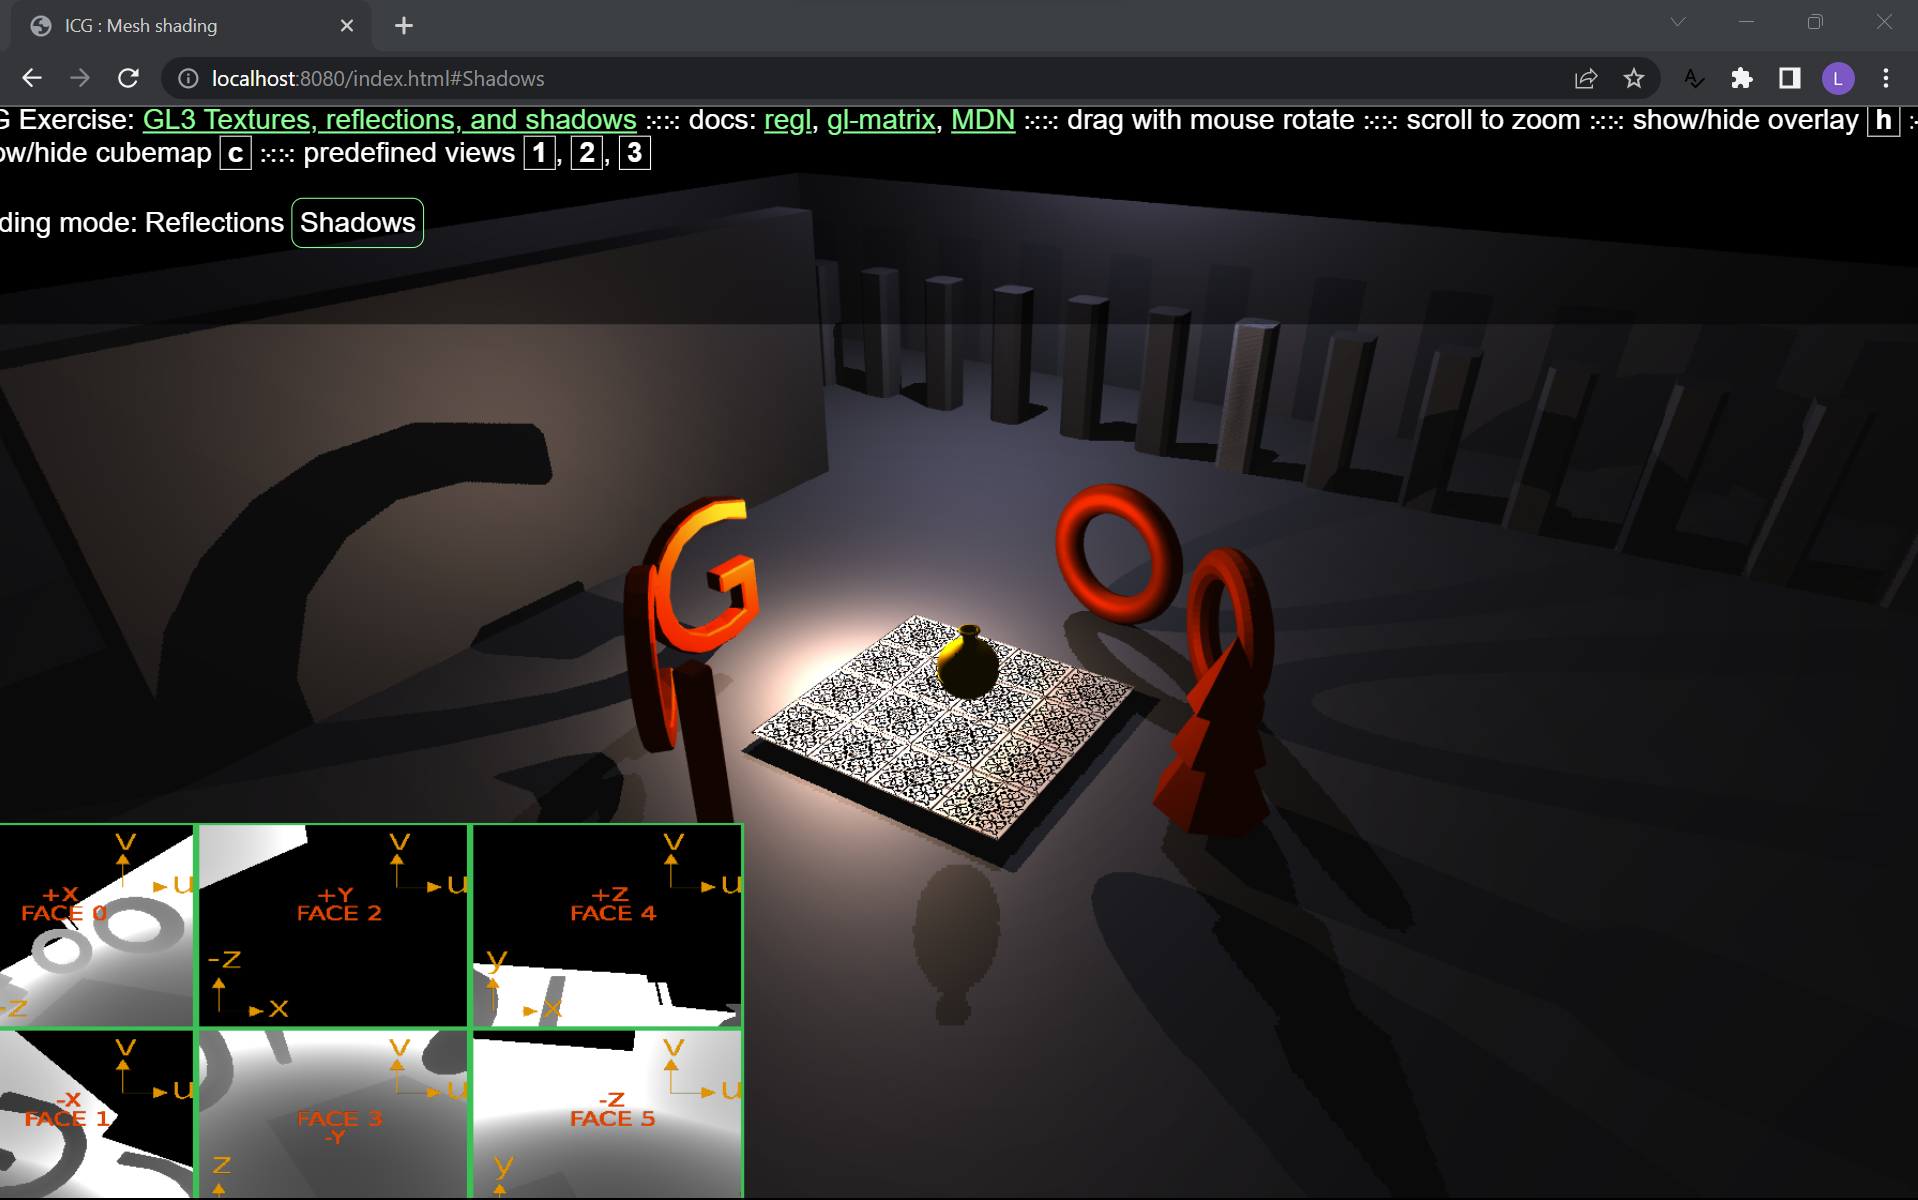 ICG : Mesh shading
localhost:8080/index.html#Shadows
L
G Exercise: GL3 Textures, reflections, and shadows :::: docs: regl, gl-matrix, MDN :::: drag with mouse rotate :::: scroll to zoom :::: show/hide overlay h
ow/hide cubemap c :::: predefined views 1, 2, 3
ding mode: Reflections Shadows
G
v u +X FACE 0 -Z
v u +Y FACE 2 -Z X
v u +Z FACE 4 y X
v u -X FACE 1
v u FACE 3 -Y Z
v u -Z FACE 5 y